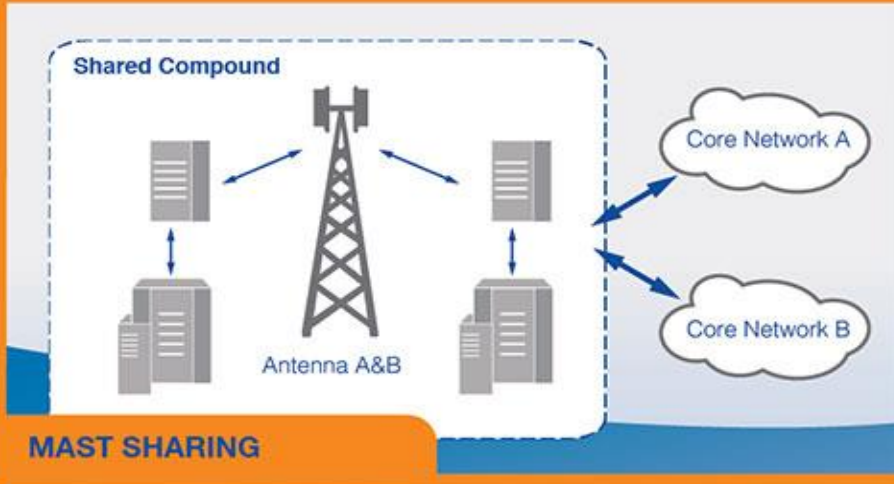 Shared Compound
Core Network A
Core Network B
Antenna A&B
MAST SHARING